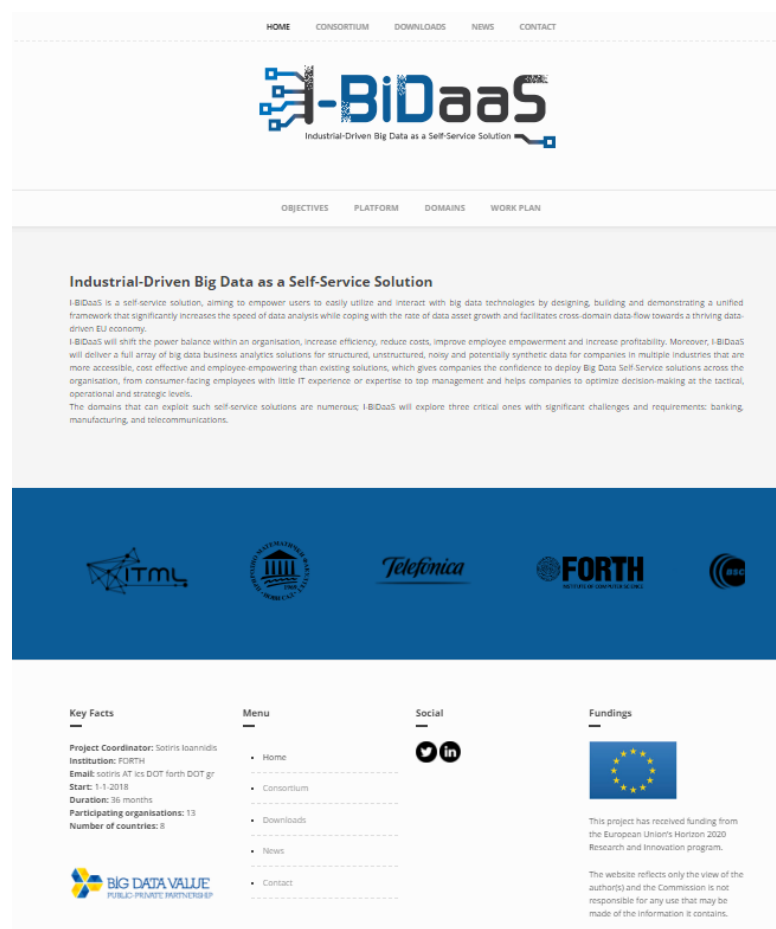 HOME CONSORTIUM DOWNLOADS NEWS CONTACT
I-BiDaaS
Industrial-Driven Big Data as a Self-Service Solution
OBJECTIVES PLATFORM DOMAINS WORK PLAN
Industrial-Driven Big Data as a Self-Service Solution
I-BiDaaS is a self-service solution, aiming to empower users to easily utilize and interact with big data technologies by designing, building and demonstrating a unified
framework that significantly increases the speed of data analysis while coping with the rate of data asset growth and facilitates cross-domain data-flow towards a thriving data-
driven EU economy.
I-BiDaaS will shift the power balance within an organisation, increase efficiency, reduce costs, improve employee empowerment and increase profitability. Moreover, I-BiDaaS
will deliver a full array of big data business analytics solutions for structured, unstructured, noisy and potentially synthetic data for companies in multiple industries that are
more accessible, cost effective and employee-empowering than existing solutions, which gives companies the confidence to deploy Big Data Self-Service solutions across the
organisation, from consumer-facing employees with little IT experience or expertise to top management and helps companies to optimize decision-making at the tactical,
operational and strategic levels.
The domains that can exploit such self-service solutions are numerous; I-BiDaaS will explore three critical ones with significant challenges and requirements: banking,
manufacturing, and telecommunications.
ITML
Telefónica
FORTH
INSTITUTE OF COMPUTER SCIENCE
Key Facts
Project Coordinator: Sotiris Ioannidis
Institution: FORTH
Email: sotiris AT ics DOT forth DOT gr
Start: 1-1-2018
Duration: 36 months
Participating organisations: 13
Number of countries: 8
BIG DATA VALUE
PUBLIC-PRIVATE PARTNERSHIP
Menu
Home
Consortium
Downloads
News
Contact
Social
in
Fundings
This project has received funding from
the European Union's Horizon 2020
Research and Innovation program.
The website reflects only the view of the
author(s) and the Commission is not
responsible for any use that may be
made of the information it contains.